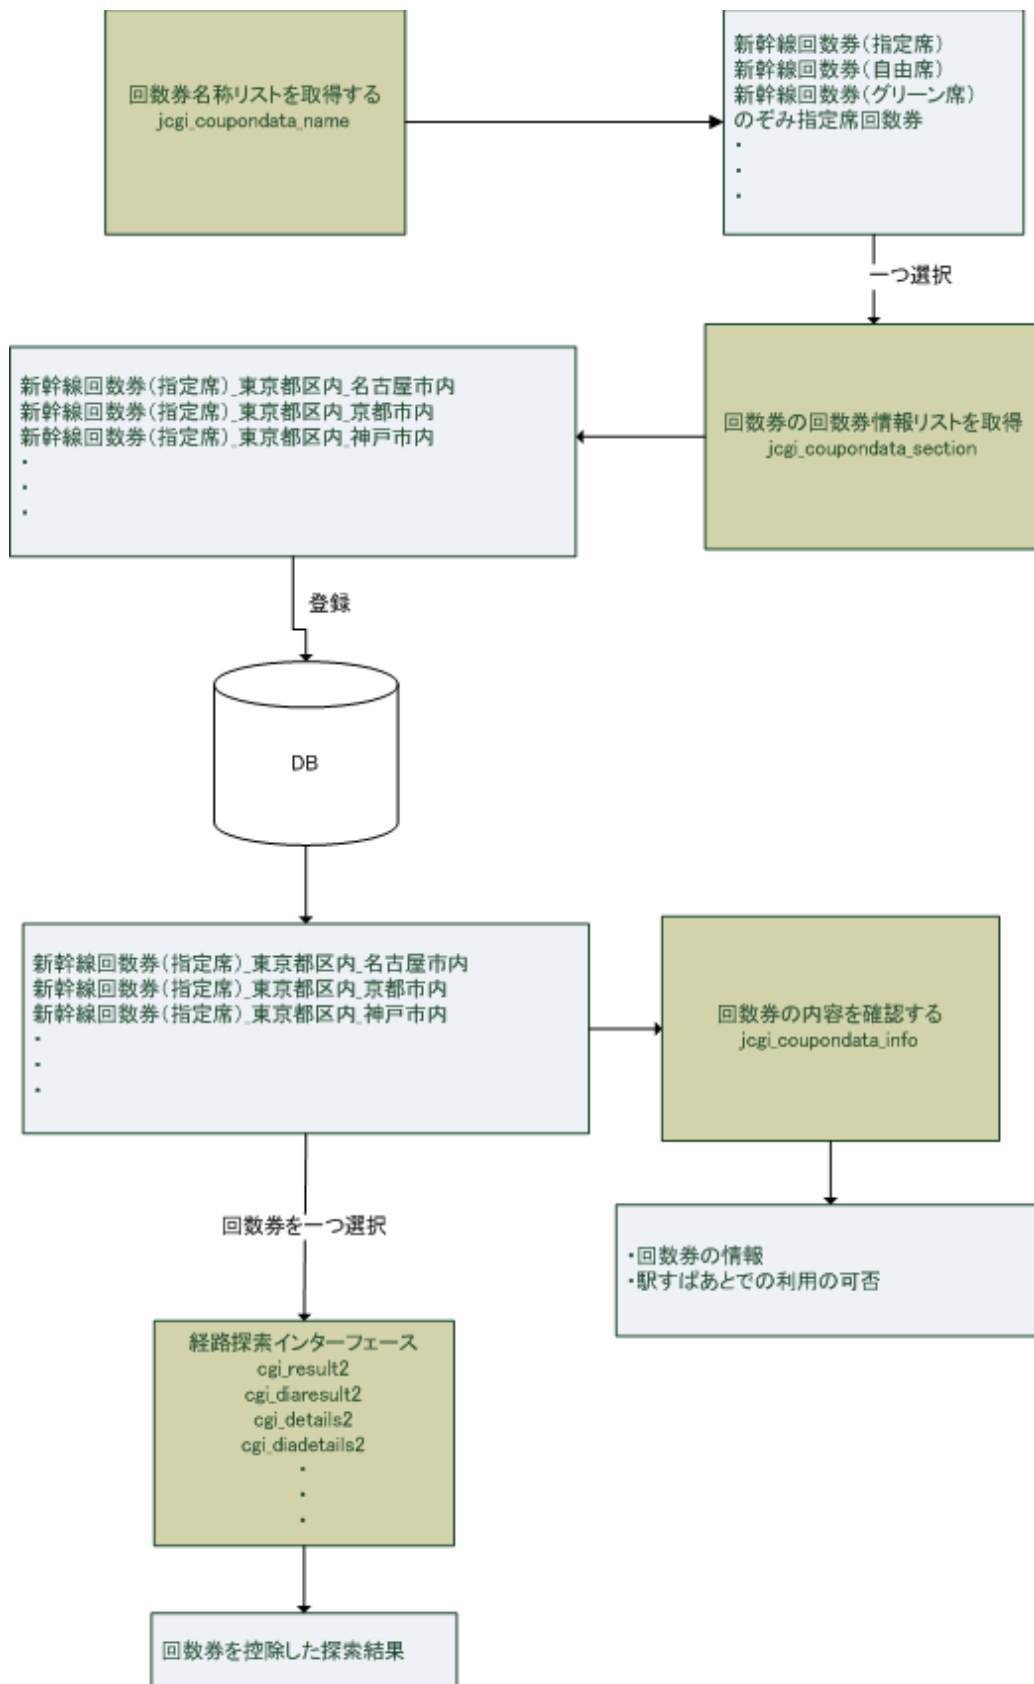 回数券名称リストを取得する
jcgi_coupondata_name
新幹線回数券(指定席)
新幹線回数券(自由席)
新幹線回数券(グリーン席)
のぞみ指定席回数券
・
・
・
一つ選択
回数券の回数券情報リストを取得
jcgi_coupondata_section
新幹線回数券(指定席)_東京都区内_名古屋市内
新幹線回数券(指定席)_東京都区内_京都市内
新幹線回数券(指定席)_東京都区内_神戸市内
・
・
・
登録
DB
新幹線回数券(指定席)_東京都区内_名古屋市内
新幹線回数券(指定席)_東京都区内_京都市内
新幹線回数券(指定席)_東京都区内_神戸市内
・
・
・
回数券の内容を確認する
jcgi_coupondata_info
・回数券の情報
・駅すぱあとでの利用の可否
回数券を一つ選択
経路探索インターフェース
cgi_result2
cgi_diaresult2
cgi_details2
cgi_diadetails2
・
・
・
回数券を控除した探索結果